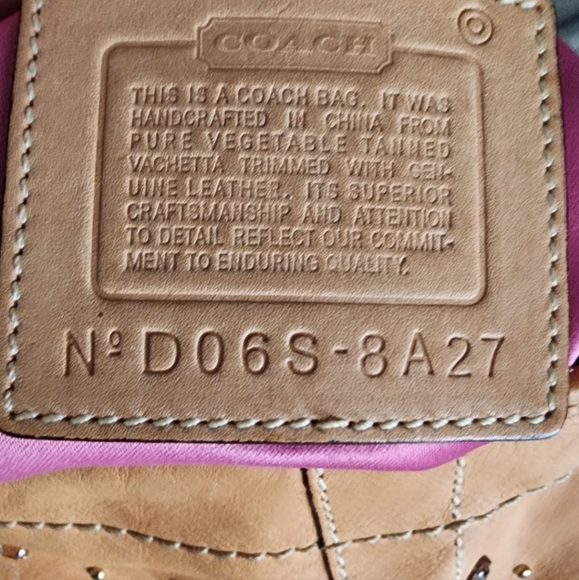 COACH
THIS IS A COACH BAG. IT WAS
HANDCRAFTED IN CHINA FROM
PURE VEGETABLE TANNED
VACHETTA TRIMMED WITH GEN-
UINE LEATHER.. ITS SUPERIOR
CRAFTSMANSHIP AND ATTENTION
TO DETAIL REFLECT OUR COMMIT-
MENT TO ENDURING QUALITY.
Nº D06S-8A27